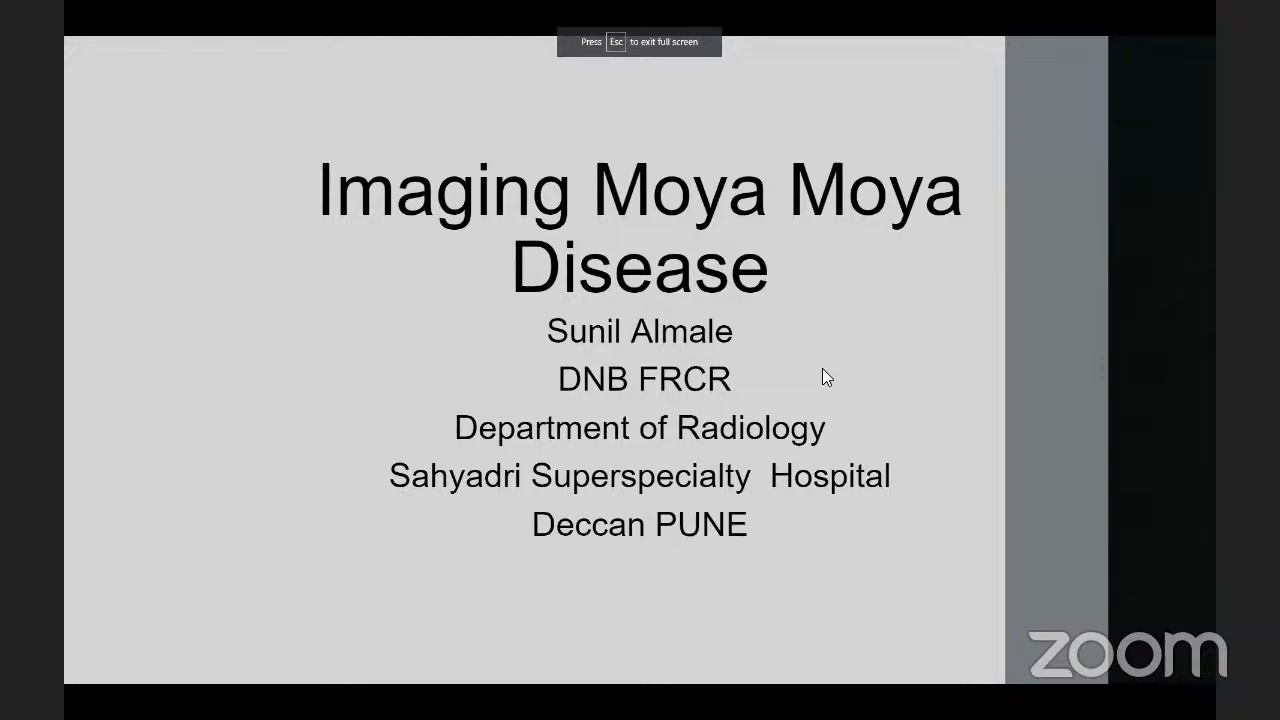 Press Esc to exit full screen
Imaging Moya Moya
Disease
Sunil Almale
DNB FRCR
Department of Radiology
Sahyadri Superspecialty  Hospital
Deccan PUNE
zoom